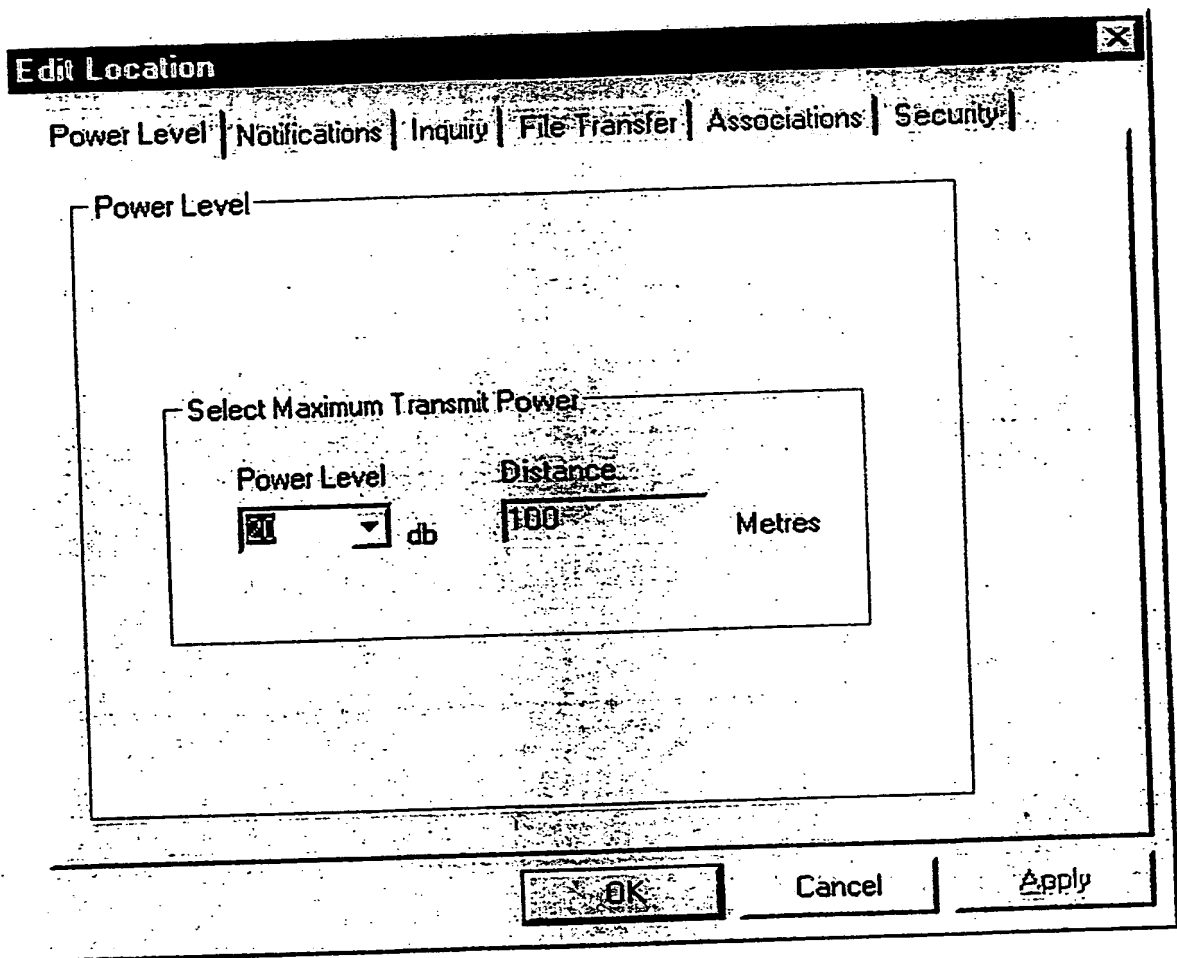 Edit Location
Power Level Notifications Inquiry File Transfer Associations Security
Power Level
Select Maximum Transmit Power
Power Level Distance
db 100 Metres
OK Cancel Apply